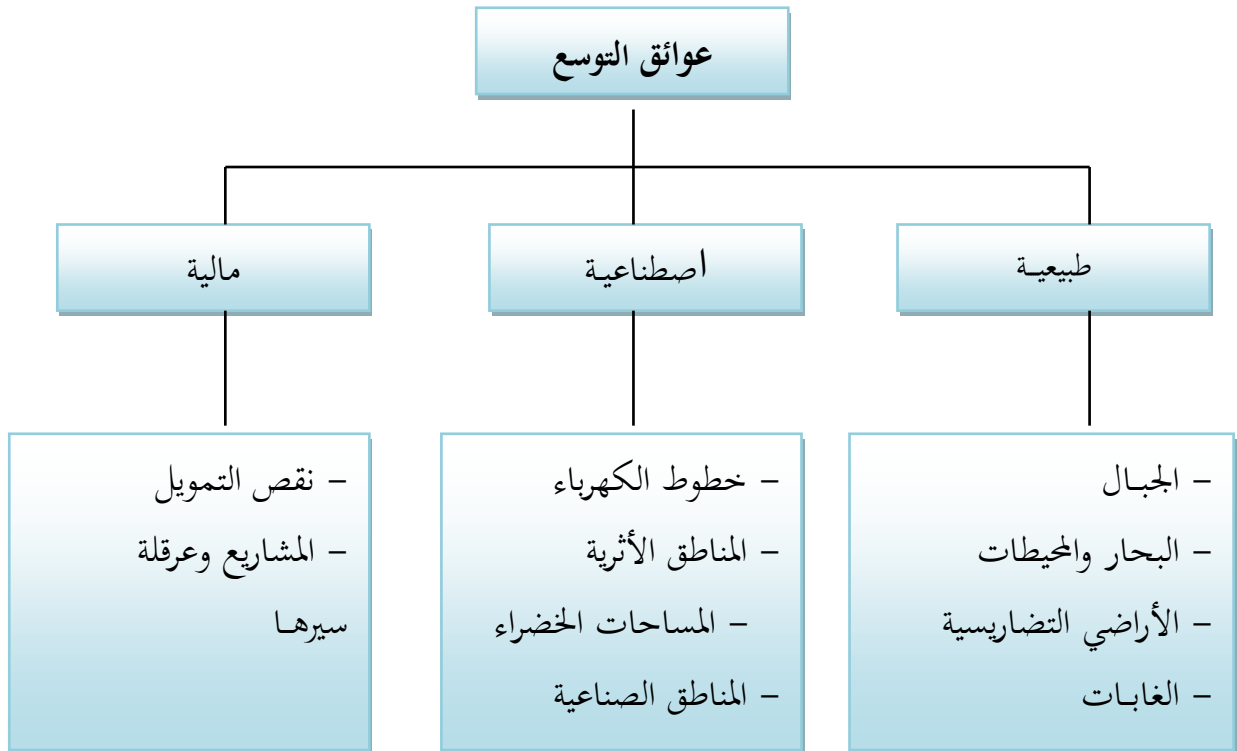 عوائق التوسع
طبيعيـة
اصطناعيـة
مالية
- الجبـال
- البحار والمحيطات
- الأراضي التضاريسية
- الغابـات
- خطوط الكهرباء
- المناطق الأثرية
- المساحات الخضراء
- المناطق الصناعية
- نقص التمويل
- المشاريع وعرقلة
سيرهـا